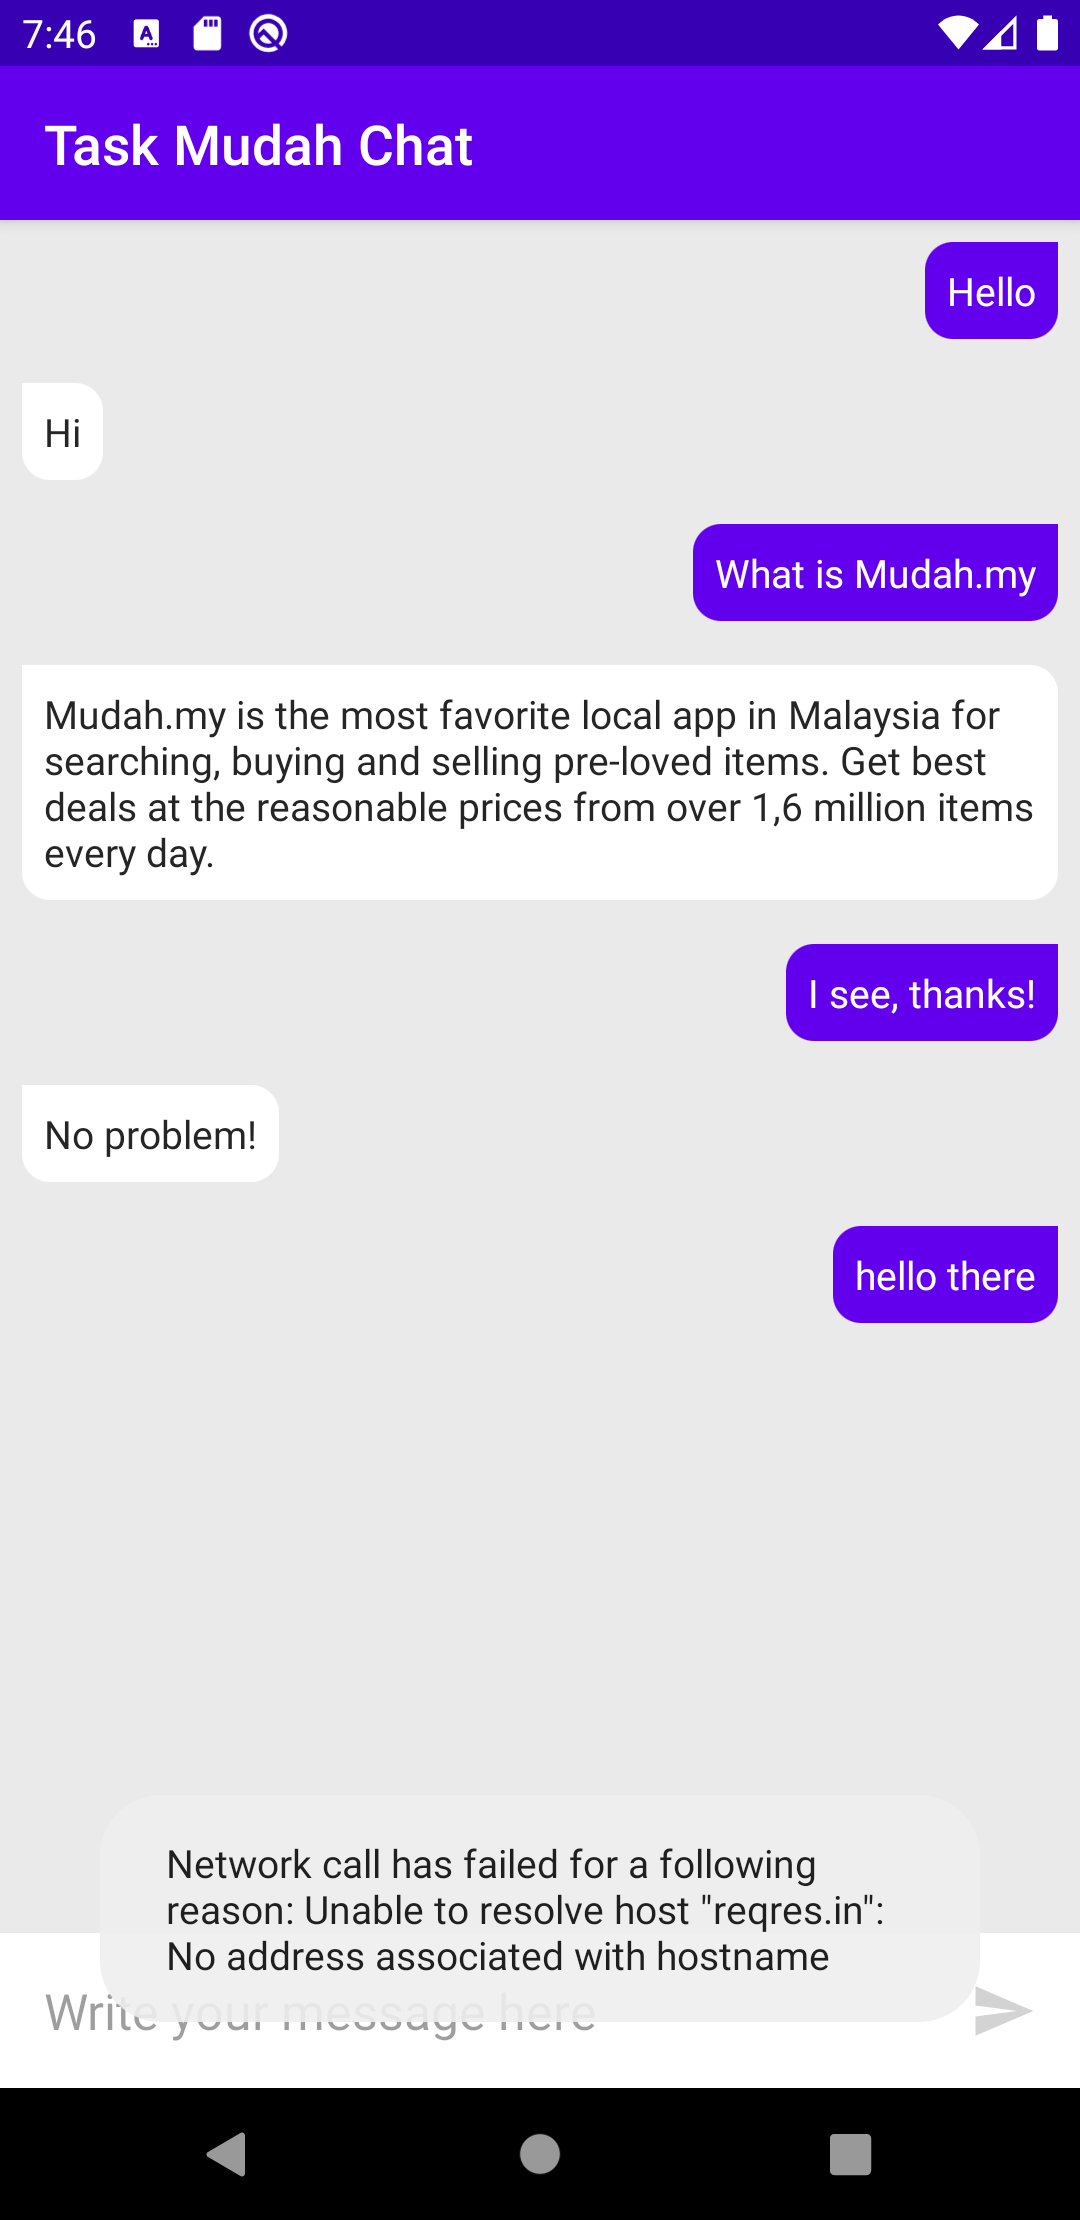 7:46
Task Mudah Chat
Hello
Hi
What is Mudah.my
Mudah.my is the most favorite local app in Malaysia for
searching, buying and selling pre-loved items. Get best
deals at the reasonable prices from over 1,6 million items
every day.
I see, thanks!
No problem!
hello there
Network call has failed for a following
reason: Unable to resolve host "reqres.in":
No address associated with hostname
Write your message here